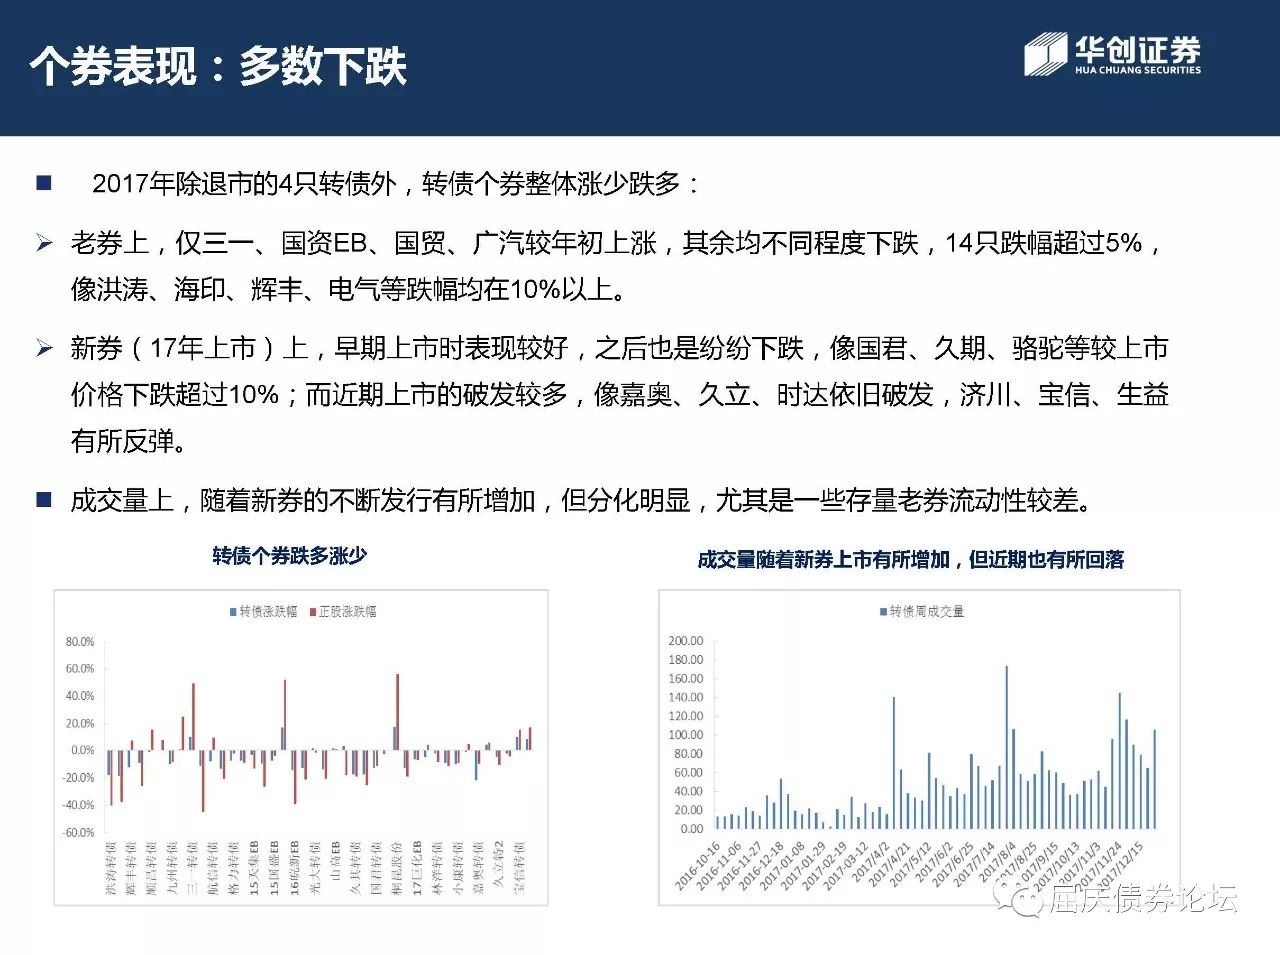 个券表现：多数下跌
华创证券
HUA CHUANG SECURITIES
2017年除退市的4只转债外，转债个券整体涨少跌多：
老券上，仅三一、国资EB、国贸、广汽较年初上涨，其余均不同程度下跌，14只跌幅超过5%，
像洪涛、海印、辉丰、电气等跌幅均在10%以上。
新券（17年上市）上，早期上市时表现较好，之后也是纷纷下跌，像国君、久期、骆驼等较上市
价格下跌超过10%；而近期上市的破发较多，像嘉奥、久立、时达依旧破发，济川、宝信、生益
有所反弹。
成交量上，随着新券的不断发行有所增加，但分化明显，尤其是一些存量老券流动性较差。
转债个券跌多涨少
转债涨跌幅 正股涨跌幅
80.0%
60.0%
40.0%
20.0%
0.0%
-20.0%
-40.0%
-60.0%
洪涛转债
辉丰转债
顺昌转债
九州转债
三一转债
航信转债
格力转债
15天集EB
15国盛EB
16皖新EB
光大转债
山高EB
久其转债
国君转债
桐昆股份
17巨化EB
林洋转债
小康转债
嘉奥转债
久立转2
宝信转债
成交量随着新券上市有所增加，但近期也有所回落
转债周成交量
200.00
180.00
160.00
140.00
120.00
100.00
80.00
60.00
40.00
20.00
0.00
2016-10-16
2016-11-06
2016-11-27
2016-12-18
2017-01-08
2017-01-29
2017-02-19
2017-03-12
2017/4/2
2017/4/21
2017/5/12
2017/6/2
2017/6/25
2017/7/14
2017/8/4
2017/8/25
2017/9/15
2017/10/13
2017/11/3
2017/11/24
2017/12/15
屈庆债券论坛